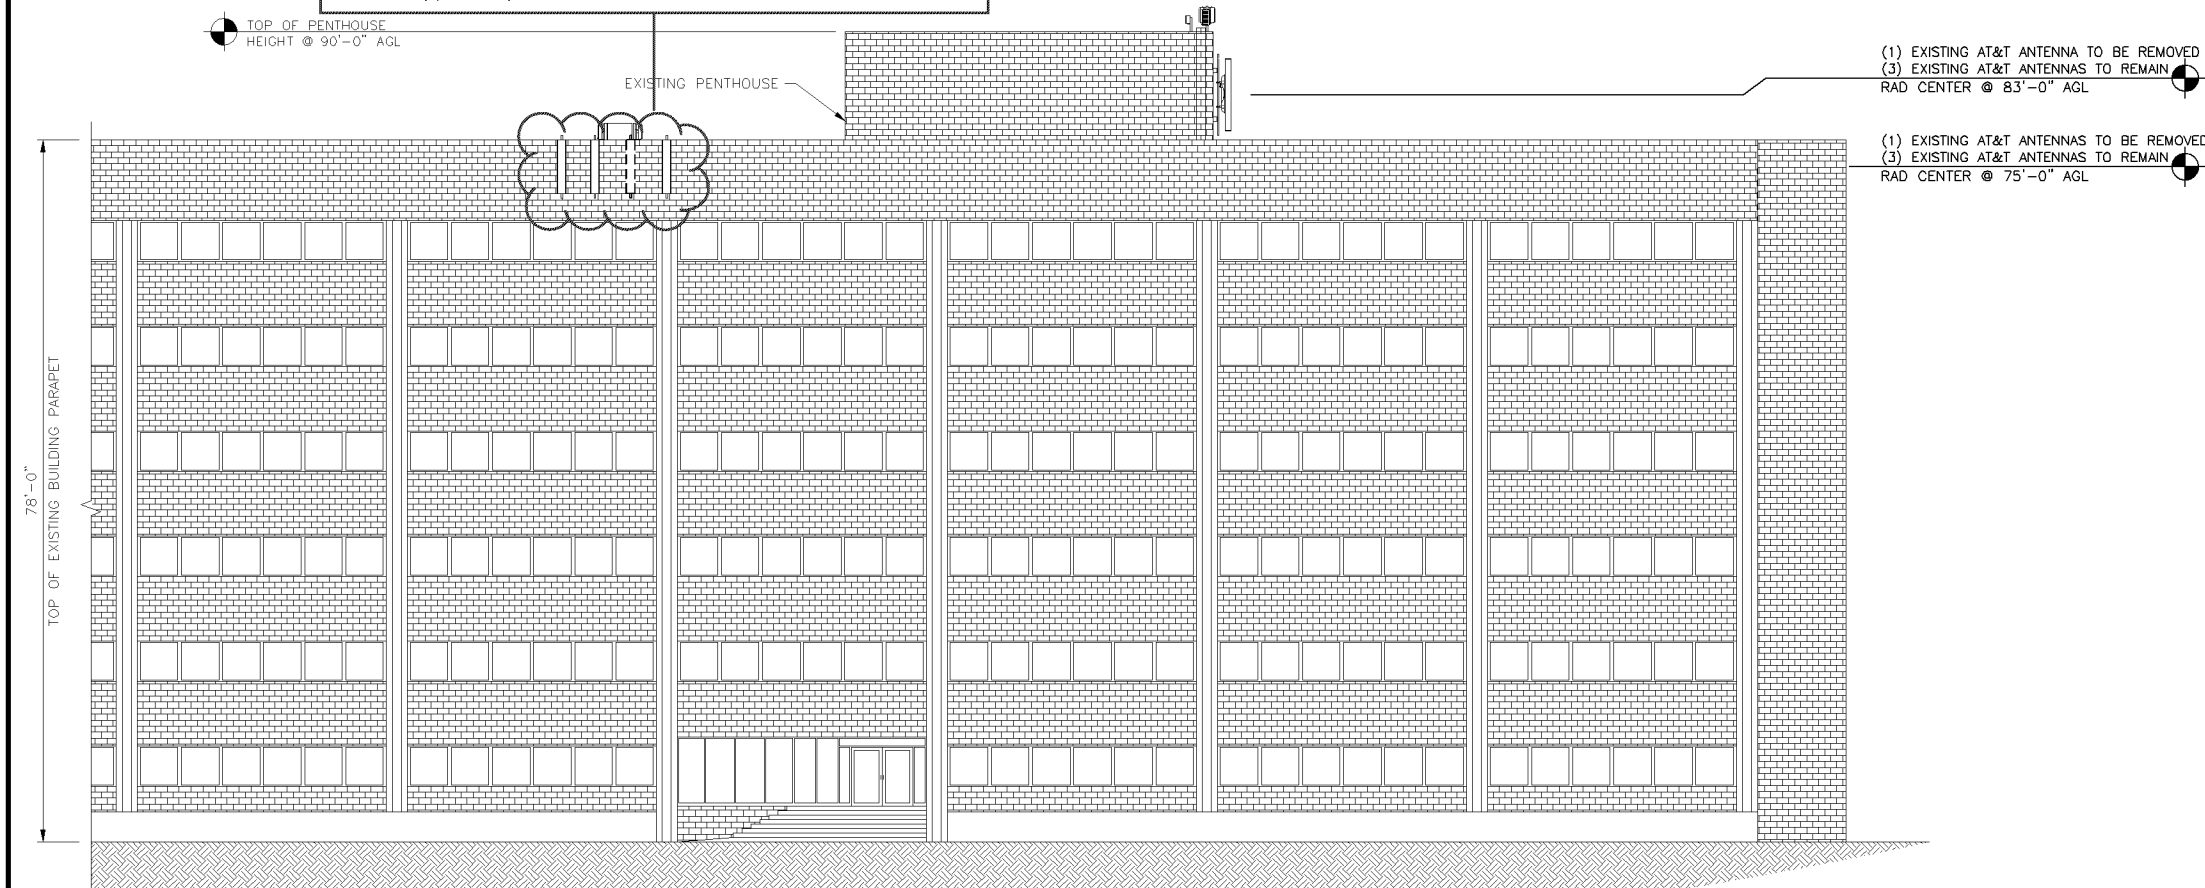 TOP OF PENTHOUSE
HEIGHT @ 90'-0" AGL
EXISTING PENTHOUSE
(1) EXISTING AT&T ANTENNA TO BE REMOVED
(3) EXISTING AT&T ANTENNAS TO REMAIN
RAD CENTER @ 83'-0" AGL
(1) EXISTING AT&T ANTENNAS TO BE REMOVED
(3) EXISTING AT&T ANTENNAS TO REMAIN
RAD CENTER @ 75'-0" AGL
78'-0"
TOP OF EXISTING BUILDING PARAPET